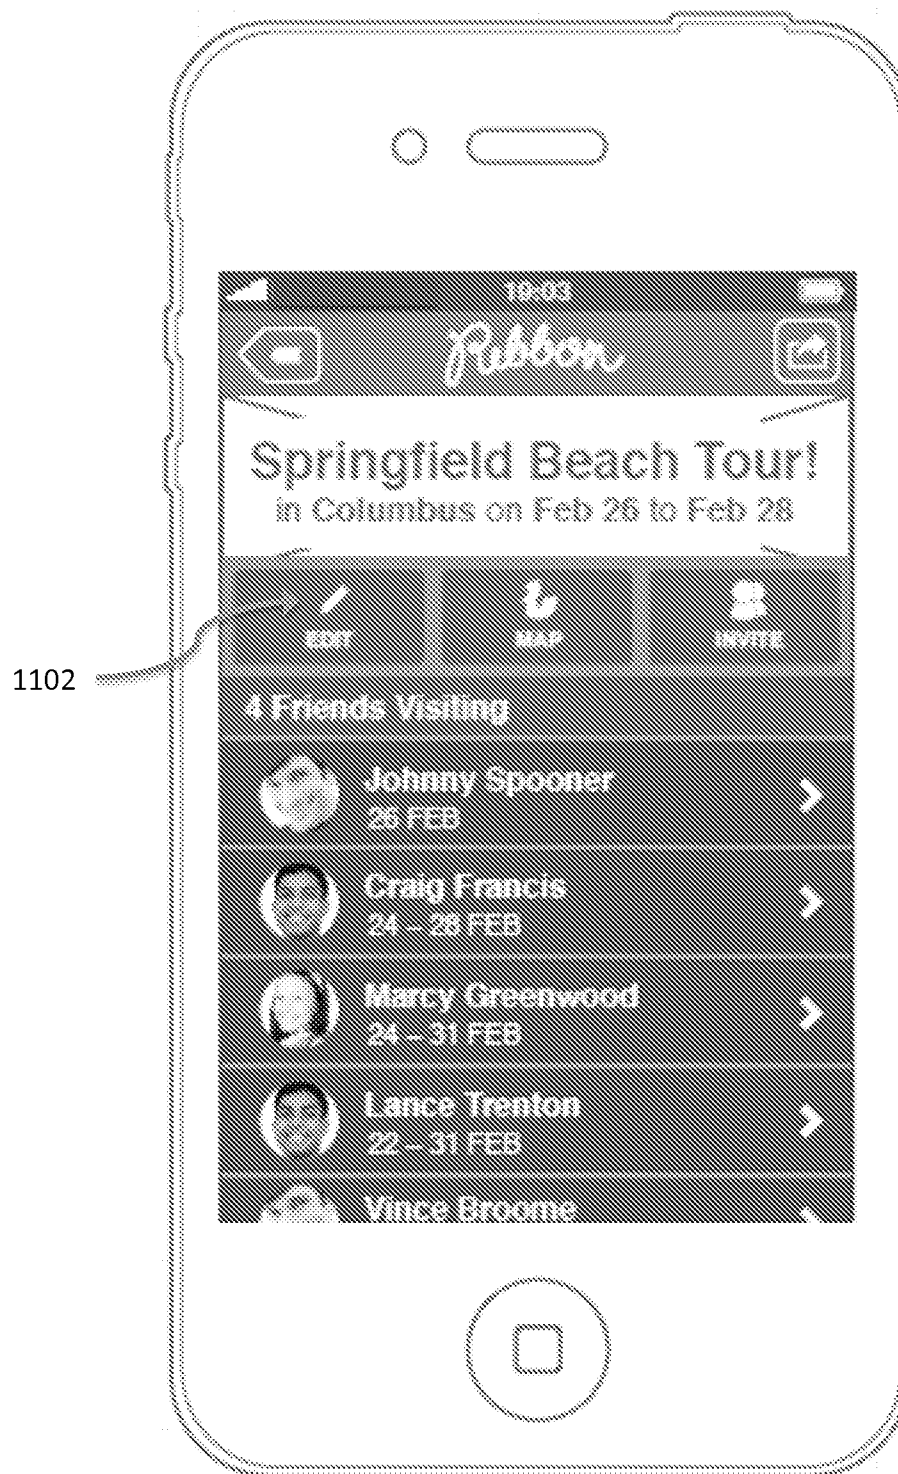 19:03
Ribbon
Springfield Beach Tour!
in Columbus on Feb 26 to Feb 28
EDIT MAP INVITE
1102
4 Friends Visiting
Johnny Spooner
26 FEB
Craig Francis
24 – 28 FEB
Marcy Greenwood
24 – 31 FEB
Lance Trenton
22 – 31 FEB
Vince Broome